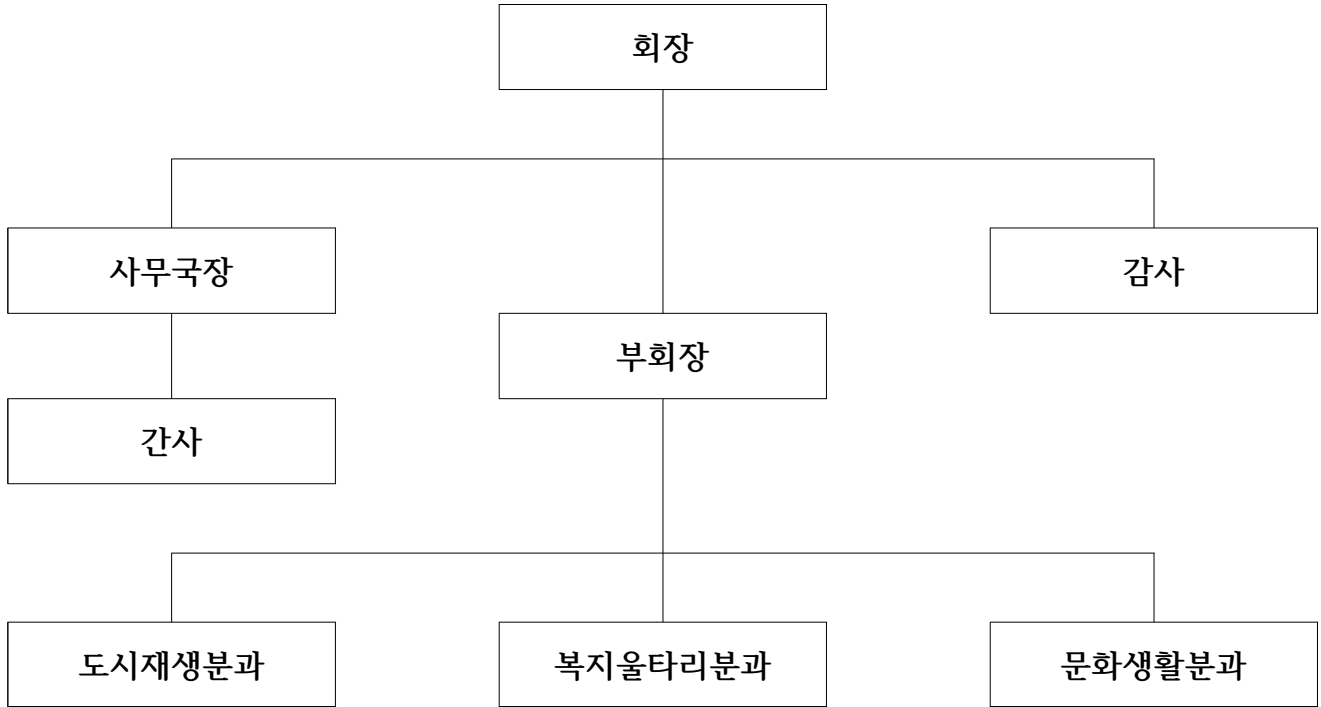 회장
사무국장
감사
부회장
간사
도시재생분과
복지울타리분과
문화생활분과